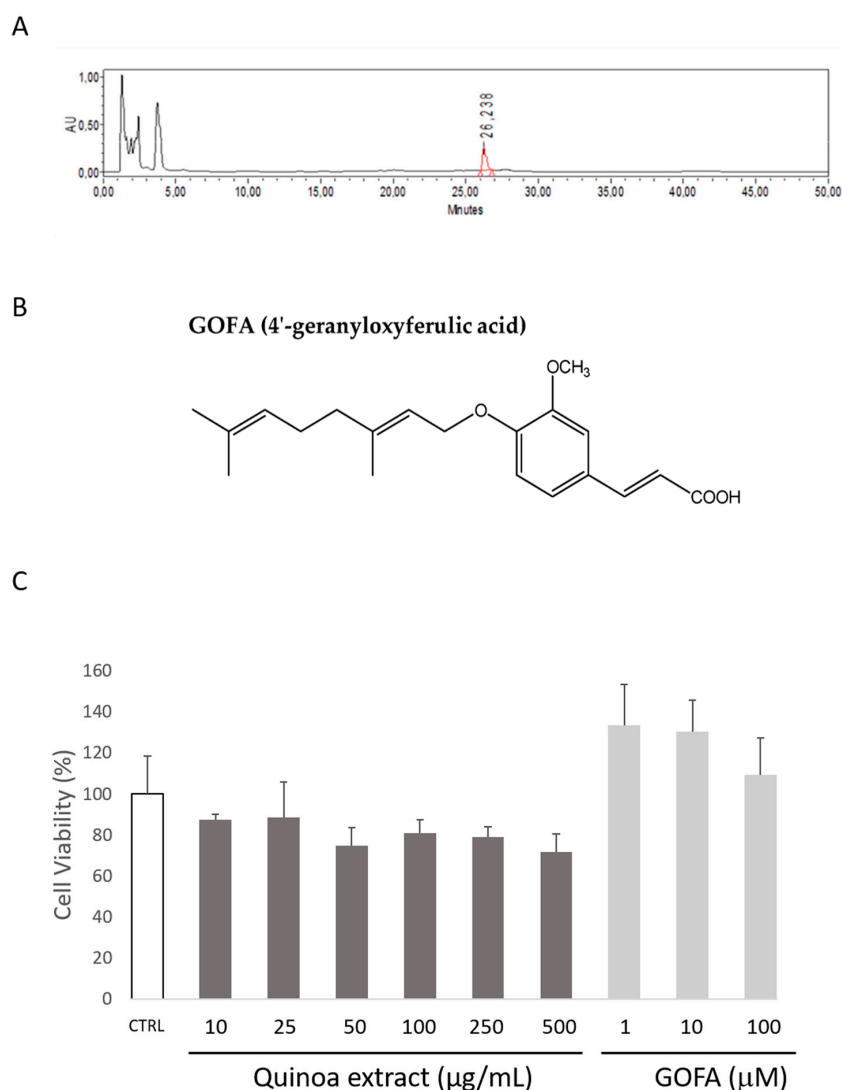 A
1,00
0,50
0,00
AU
26,238
0,00 5,00 10,00 15,00 20,00 25,00 30,00 35,00 40,00 45,00 50,00
Minutes
B
GOFA (4'-geranyloxyferulic acid)
OCH3
O
COOH
C
160
140
120
100
80
60
40
20
0
Cell Viability (%)
CTRL 10 25 50 100 250 500 1 10 100
Quinoa extract (µg/mL) GOFA (µM)